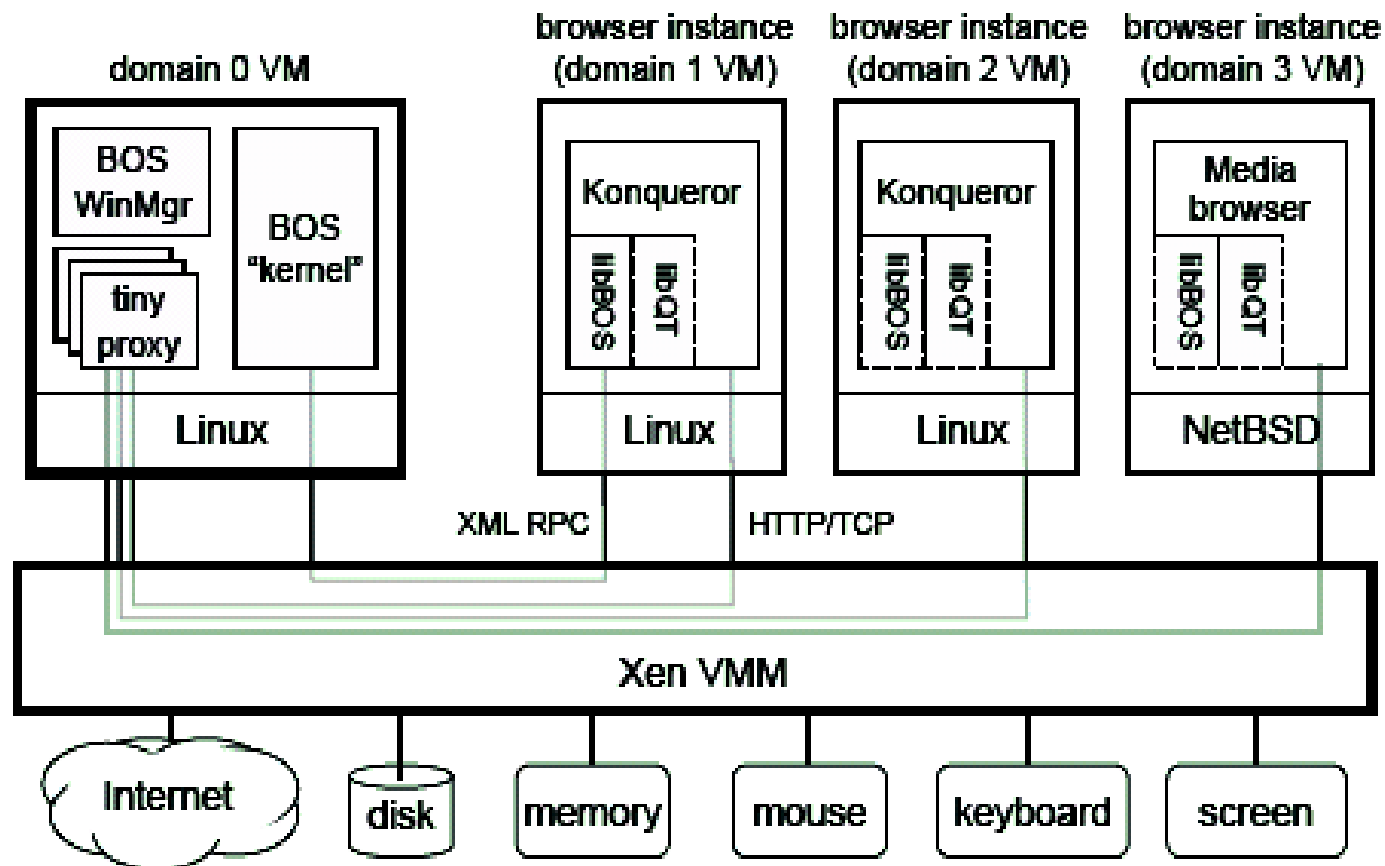 domain 0 VM
browser instance
(domain 1 VM)
browser instance
(domain 2 VM)
browser instance
(domain 3 VM)
BOS
WinMgr
BOS
“kernel”
tiny
proxy
Linux
Konqueror
libBOS
libQT
Linux
Konqueror
libBOS
libQT
Linux
Media
browser
libBOS
libQT
NetBSD
XML RPC
HTTP/TCP
Xen VMM
Internet
disk
memory
mouse
keyboard
screen